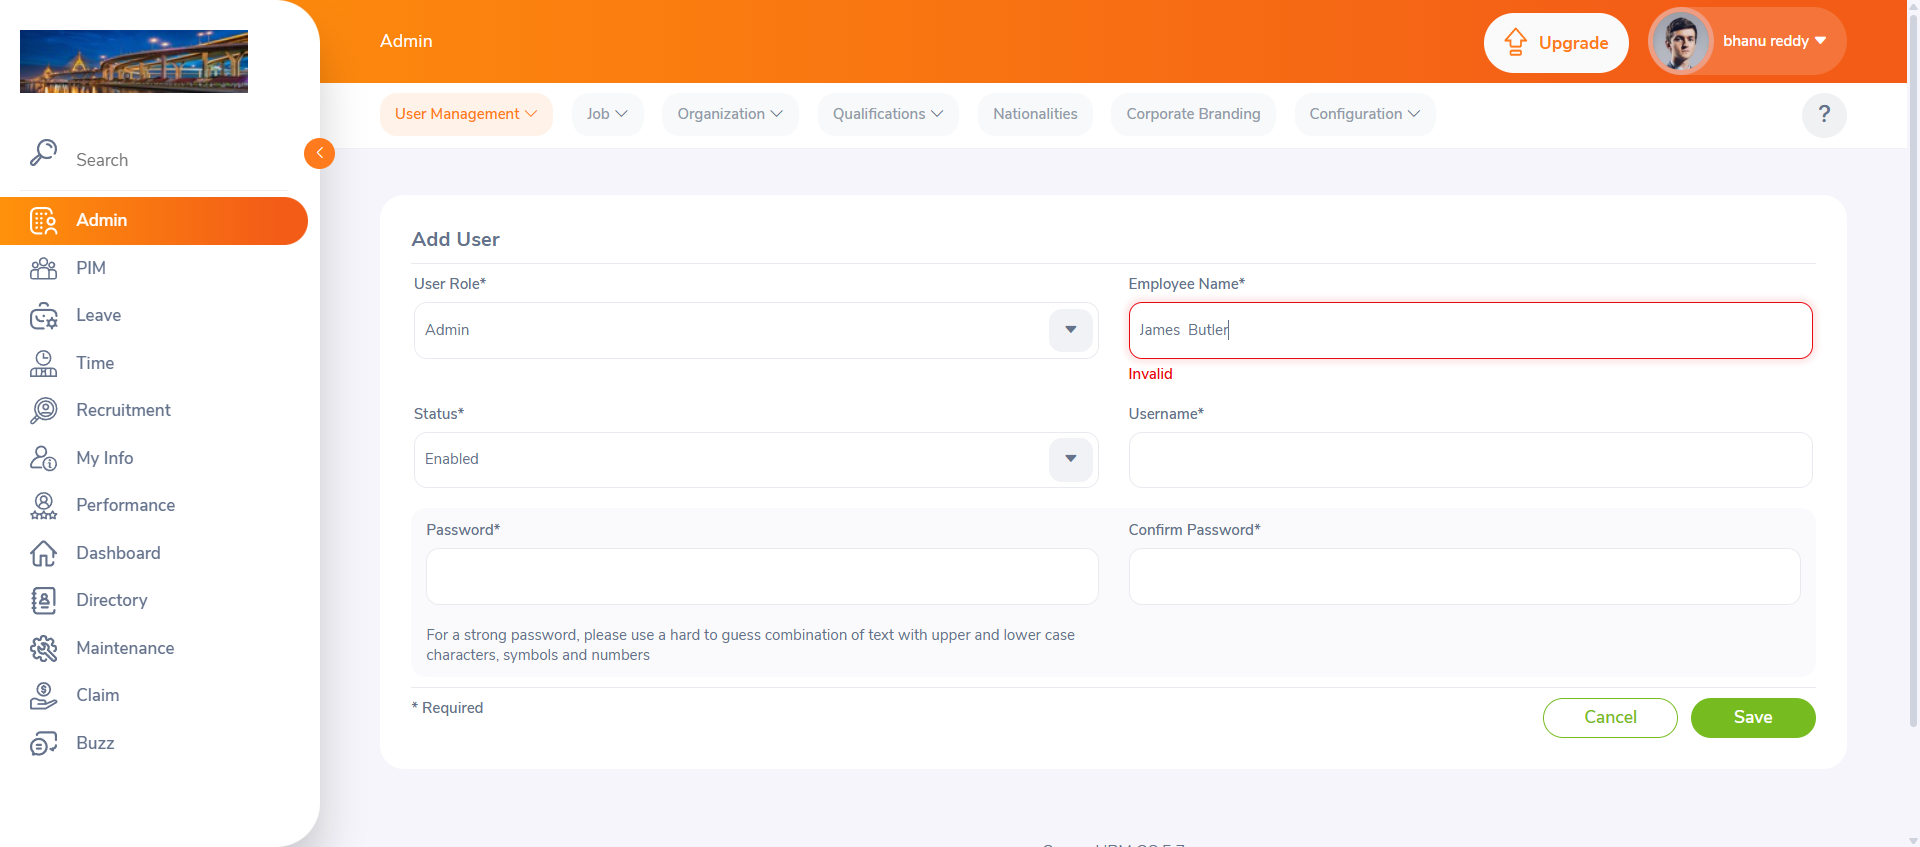 Admin
Upgrade
bhanu reddy
User Management
Job
Organization
Qualifications
Nationalities
Corporate Branding
Configuration
?
Search
Admin
PIM
Leave
Time
Recruitment
My Info
Performance
Dashboard
Directory
Maintenance
Claim
Buzz
Add User
User Role*
Admin
Employee Name*
James  Butler
Invalid
Status*
Enabled
Username*
Password*
Confirm Password*
For a strong password, please use a hard to guess combination of text with upper and lower case
characters, symbols and numbers
* Required
Cancel
Save